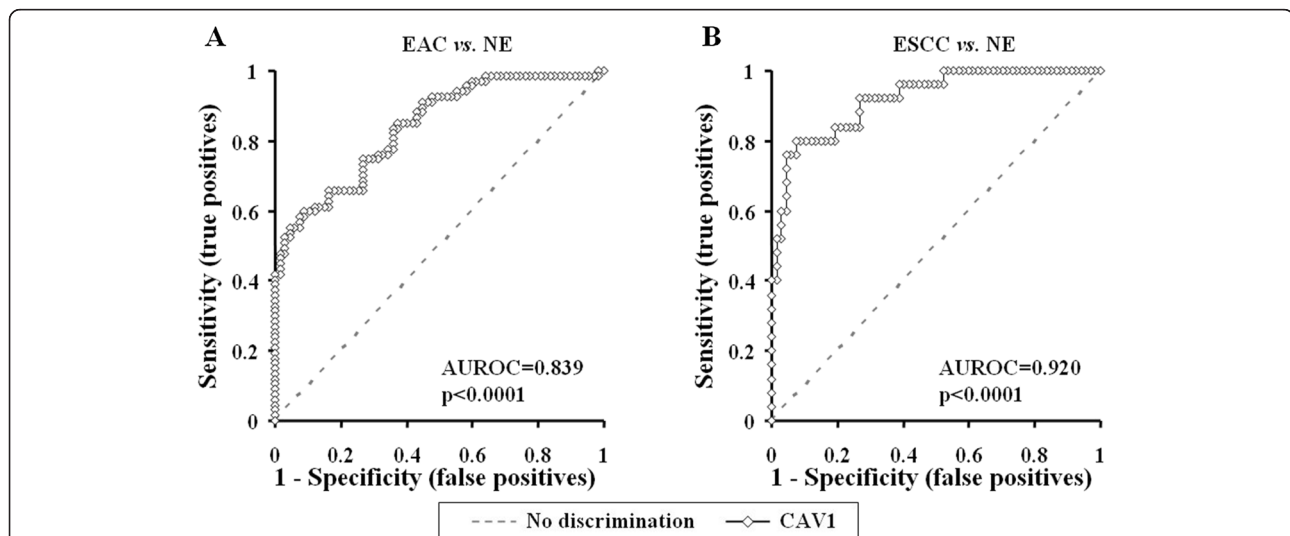 A
EAC vs. NE
Sensitivity (true positives)
1
0.8
0.6
0.4
0.2
0
AUROC=0.839
p<0.0001
0 0.2 0.4 0.6 0.8 1
1 - Specificity (false positives)
B
ESCC vs. NE
Sensitivity (true positives)
1
0.8
0.6
0.4
0.2
0
AUROC=0.920
p<0.0001
0 0.2 0.4 0.6 0.8 1
1 - Specificity (false positives)
No discrimination CAV1